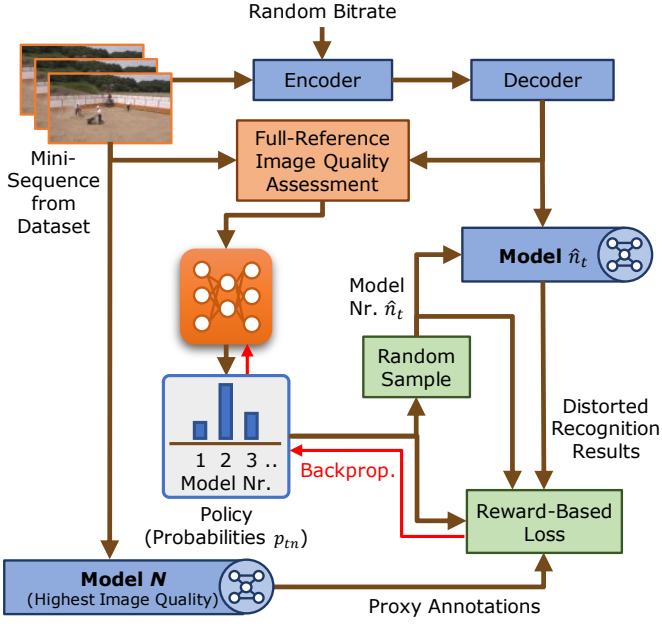 Random Bitrate
Encoder
Decoder
Full-Reference
Image Quality
Assessment
Mini-
Sequence
from
Dataset
Model n̂ₜ
Model
Nr. n̂ₜ
Random
Sample
1 2 3 ..
Model Nr.
Distorted
Recognition
Results
Backprop.
Policy
(Probabilities pₜₙ)
Reward-Based
Loss
Model N
(Highest Image Quality)
Proxy Annotations